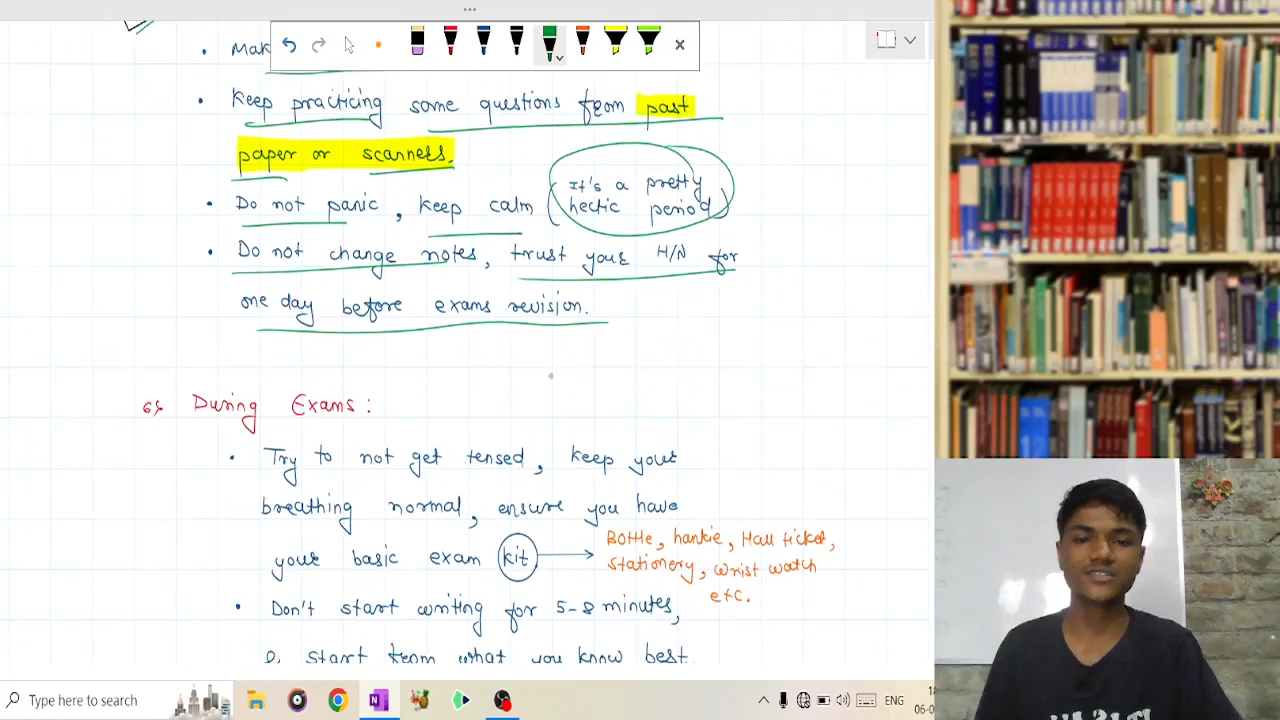 Mak
Keep practicing some questions from past
paper or scanners.
Do not panic, keep calm (It's a pretty
hectic period)
Do not change notes, trust your H/N for
one day before exams revision.
6> During Exams:
Try to not get tensed, keep your
breathing normal, ensure you have
your basic exam kit → Bottle, hankie, Hall ticket,
stationery, wrist watch
etc.
Don't start writing for 5-8 minutes,
& start from what you know best.
Type here to search
ENG